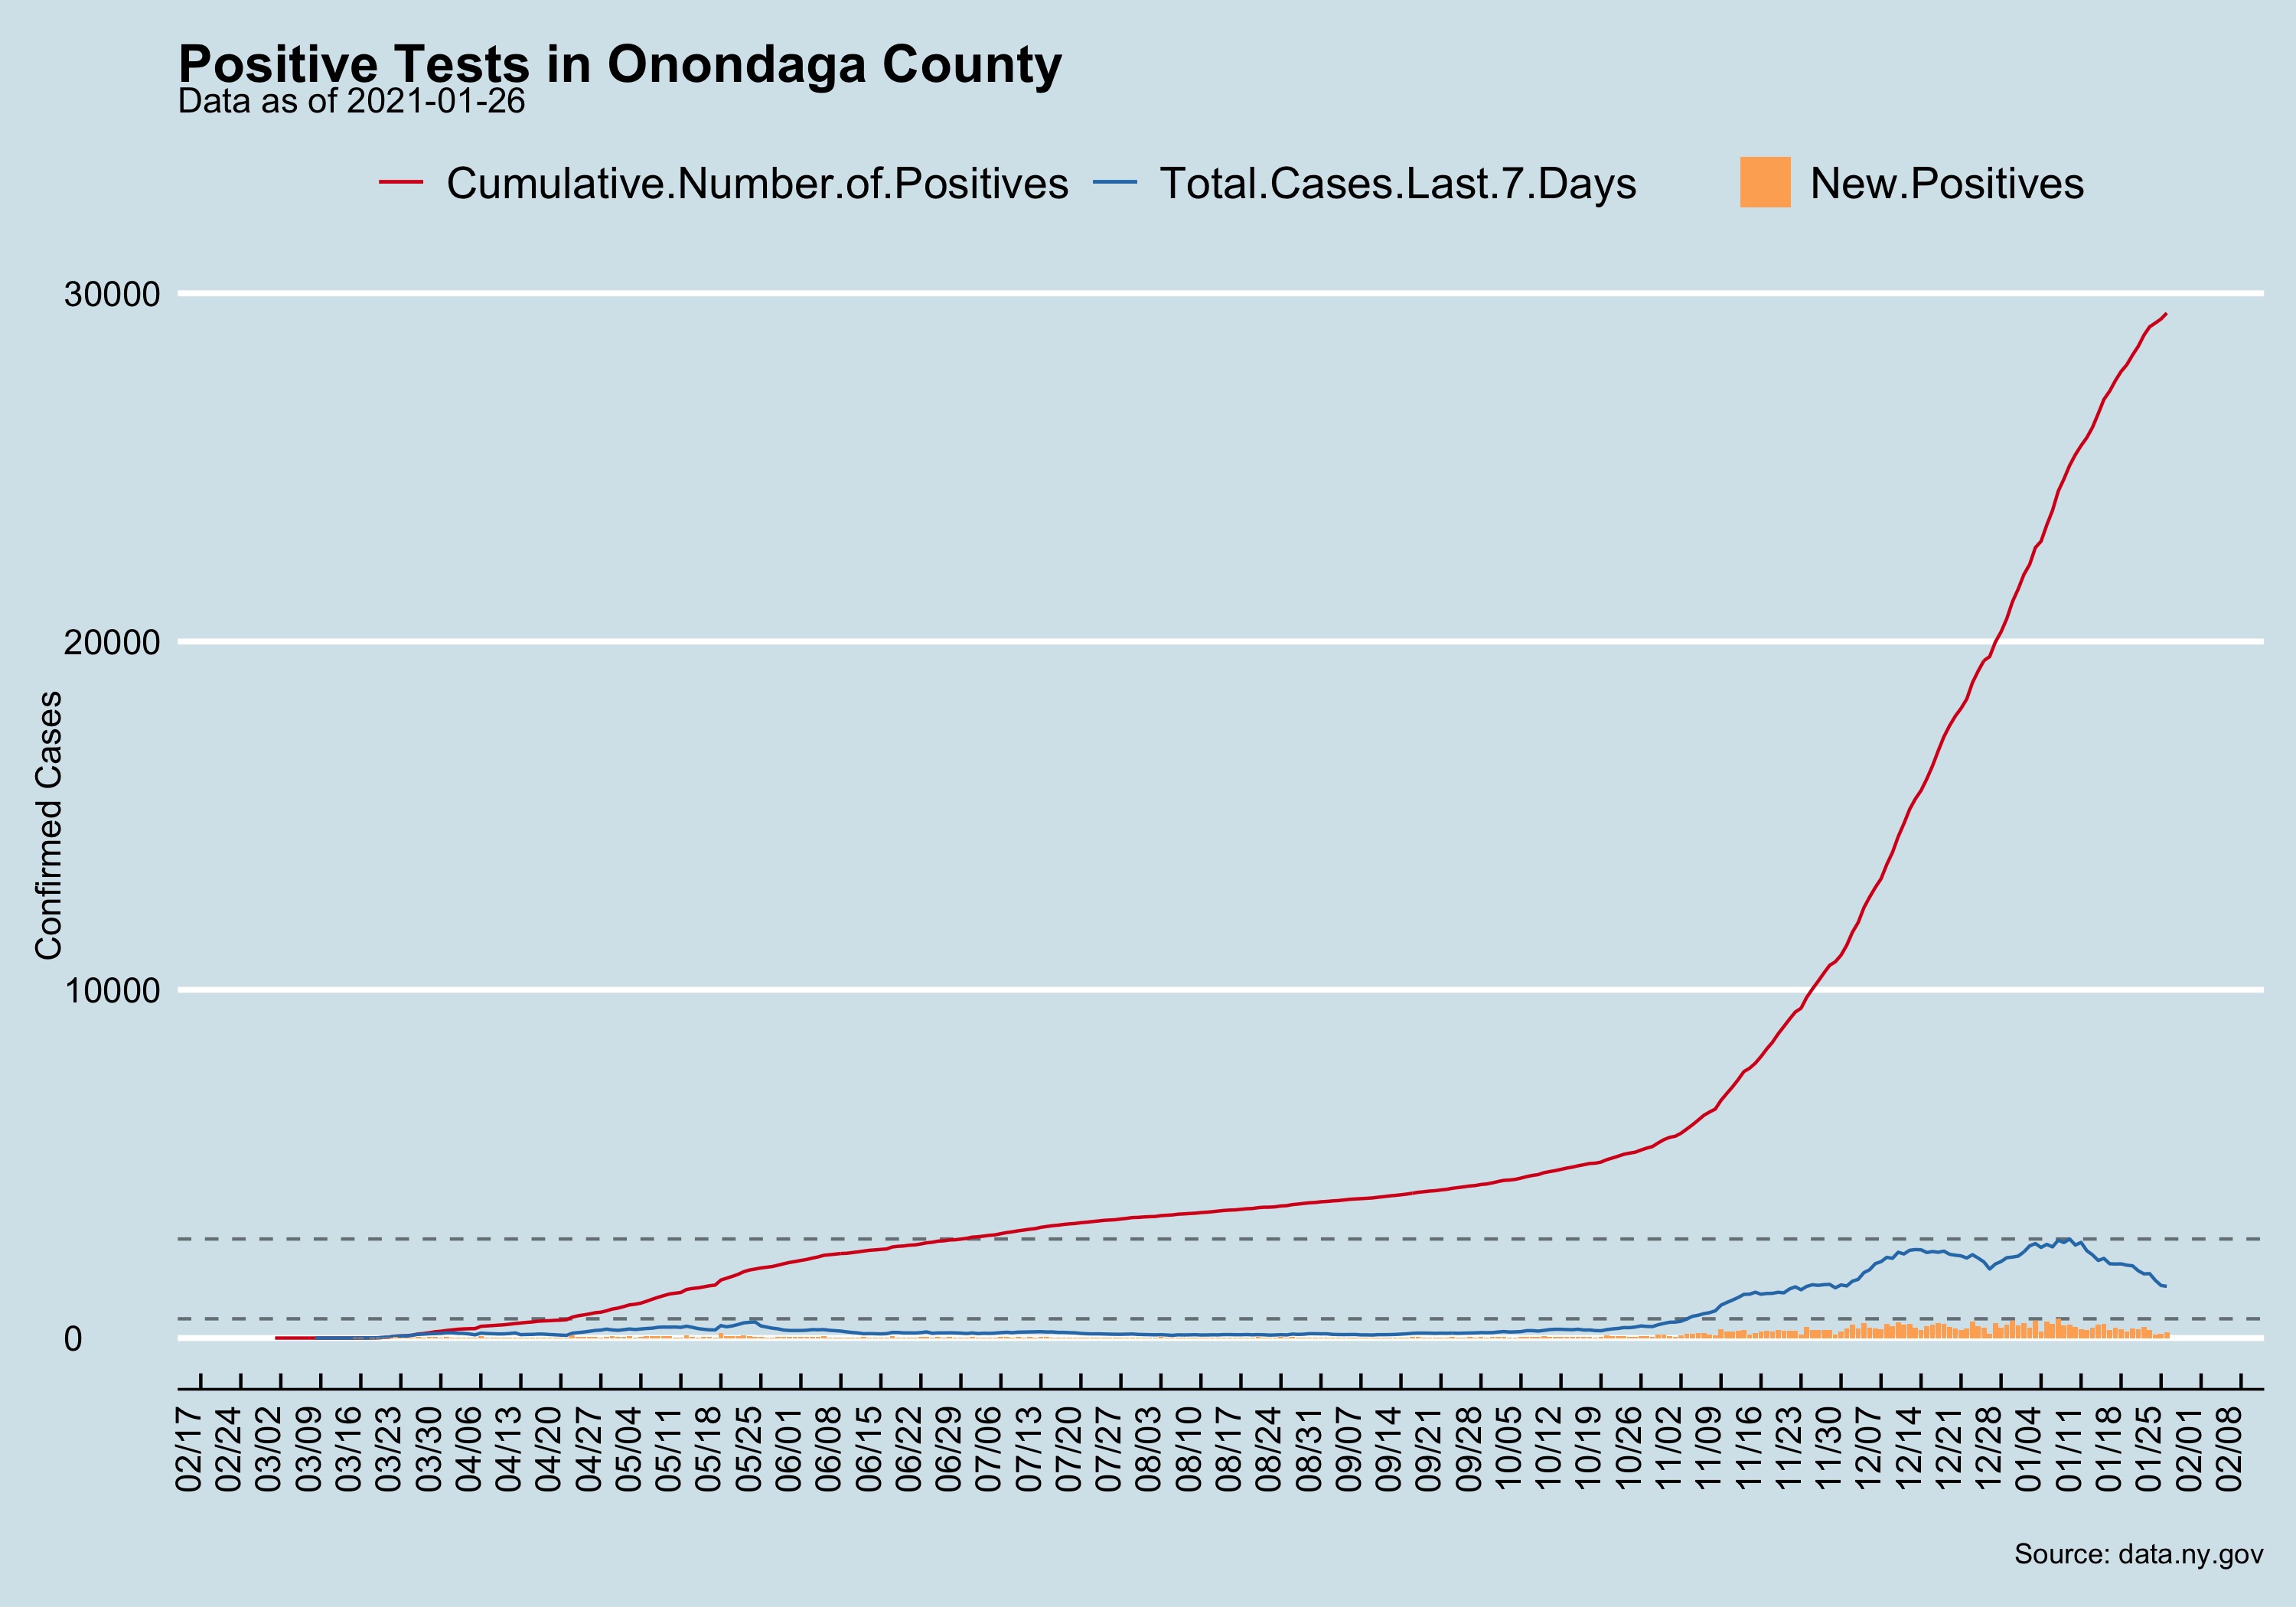 Positive Tests in Onondaga County
Data as of 2021-01-26
Cumulative.Number.of.Positives Total.Cases.Last.7.Days New.Positives
30000
20000
10000
0
Confirmed Cases
02/17 02/24 03/02 03/09 03/16 03/23 03/30 04/06 04/13 04/20 04/27 05/04 05/11 05/18 05/25 06/01 06/08 06/15 06/22 06/29 07/06 07/13 07/20 07/27 08/03 08/10 08/17 08/24 08/31 09/07 09/14 09/21 09/28 10/05 10/12 10/19 10/26 11/02 11/09 11/16 11/23 11/30 12/07 12/14 12/21 12/28 01/04 01/11 01/18 01/25 02/01 02/08
Source: data.ny.gov